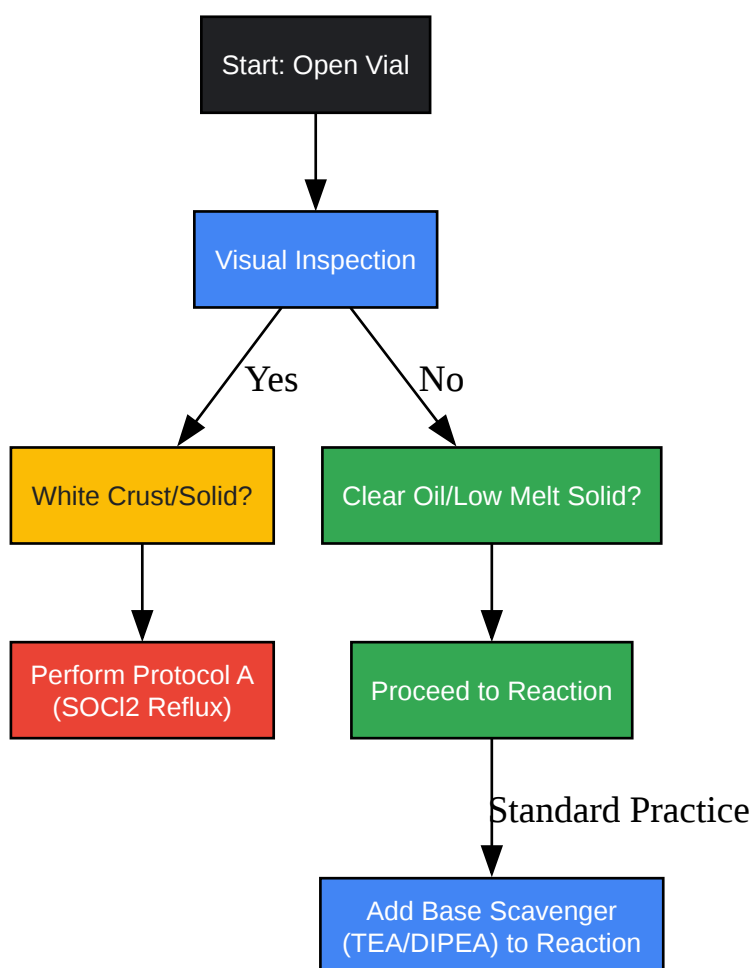 Start: Open Vial
Visual Inspection
Yes
No
White Crust/Solid?
Clear Oil/Low Melt Solid?
Perform Protocol A
(SOCl2 Reflux)
Proceed to Reaction
Standard Practice
Add Base Scavenger
(TEA/DIPEA) to Reaction